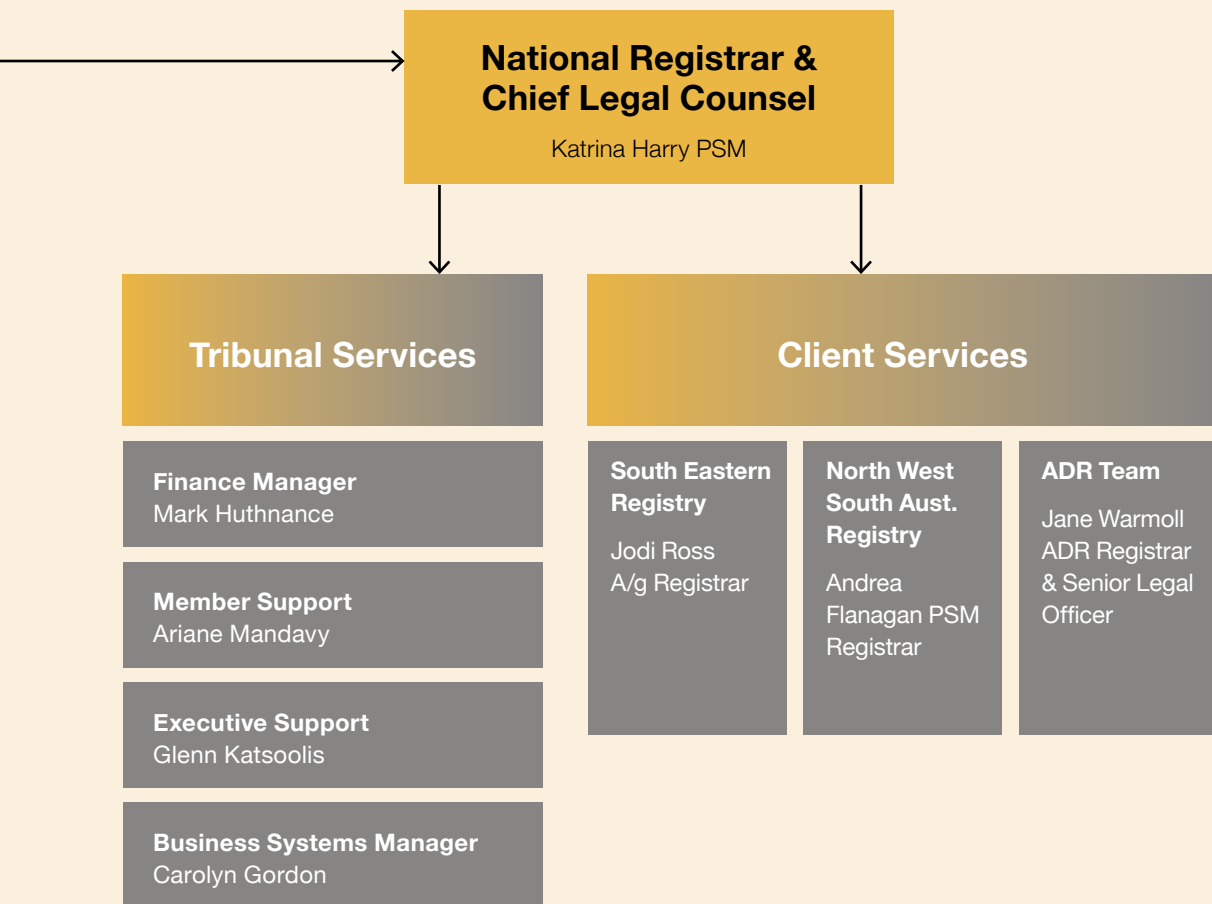 National Registrar &
Chief Legal Counsel
Katrina Harry PSM
Tribunal Services
Finance Manager
Mark Huthnance
Member Support
Ariane Mandavy
Executive Support
Glenn Katsoolis
Business Systems Manager
Carolyn Gordon
Client Services
South Eastern
Registry
Jodi Ross
A/g Registrar
North West
South Aust.
Registry
Andrea
Flanagan PSM
Registrar
ADR Team
Jane Warmoll
ADR Registrar
& Senior Legal
Officer